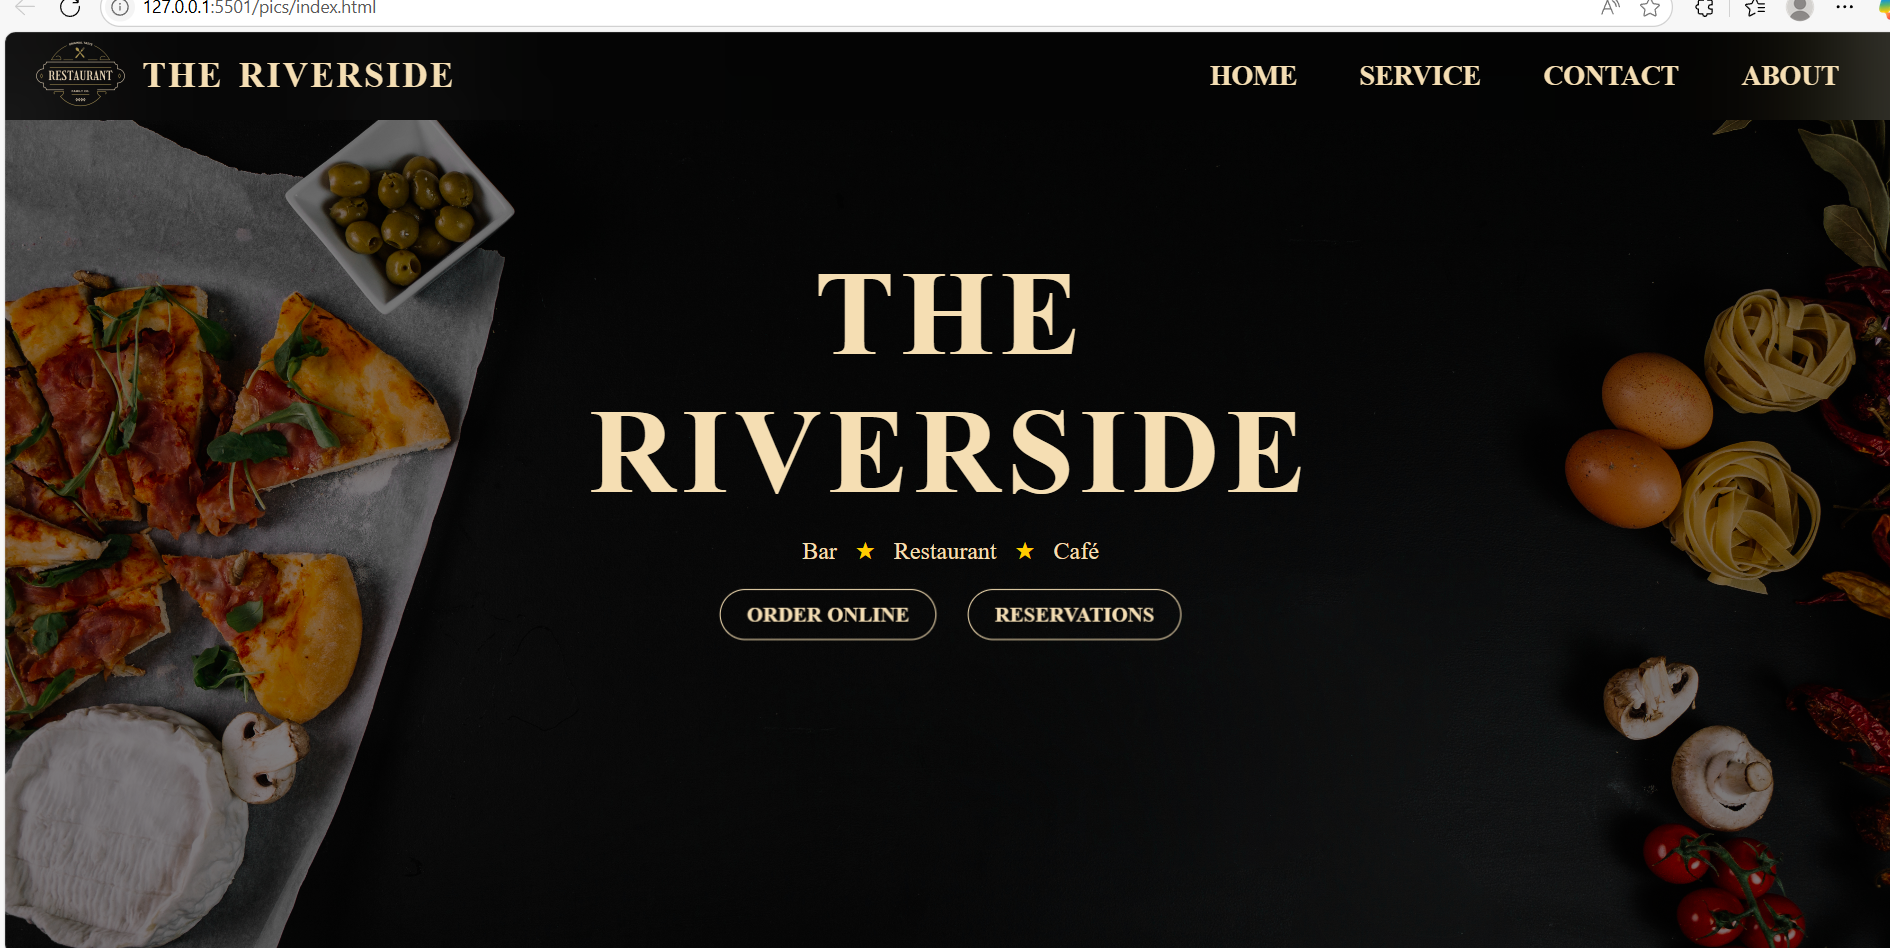 127.0.0.1:5501/pics/index.html
RESTAURANT
THE RIVERSIDE
HOME SERVICE CONTACT ABOUT
THE
RIVERSIDE
Bar ★ Restaurant ★ Café
ORDER ONLINE RESERVATIONS